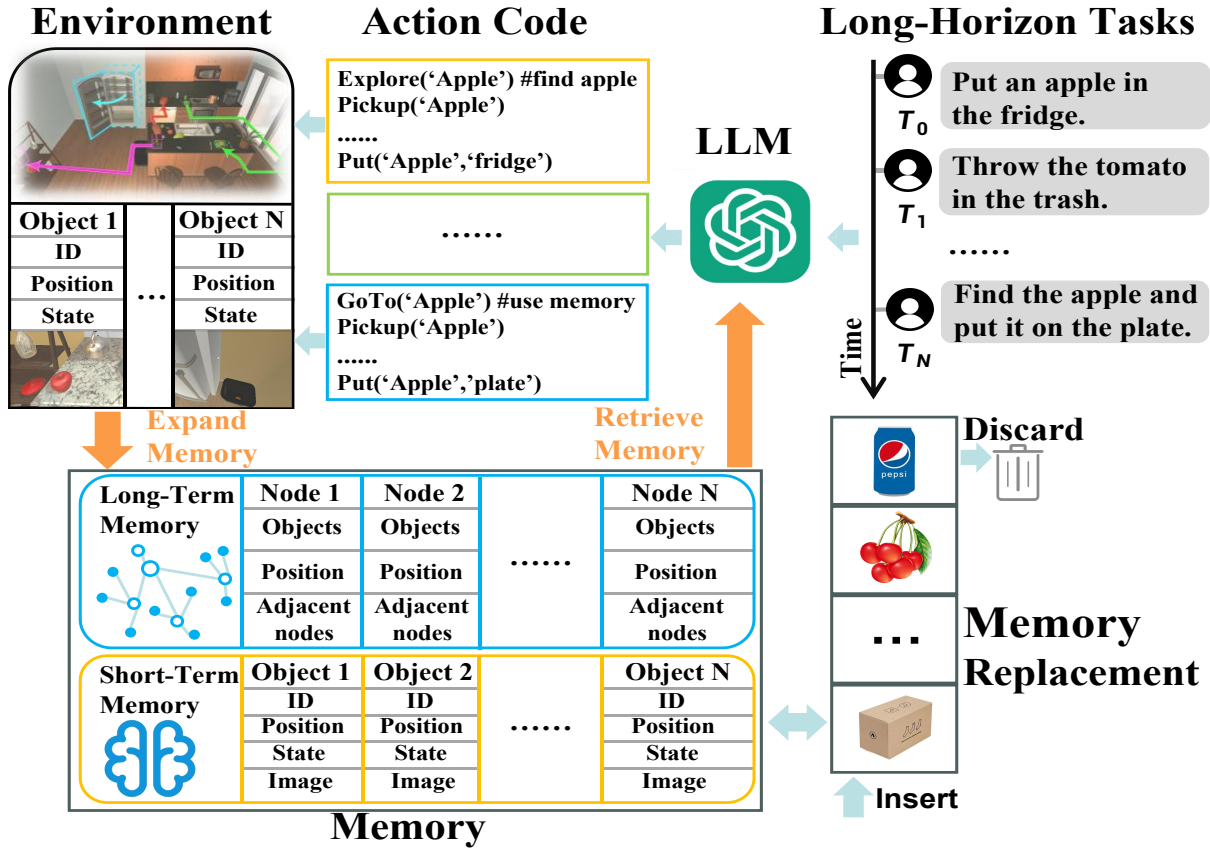 Environment
Action Code
Long-Horizon Tasks
Explore(‘Apple’) #find apple
Pickup(‘Apple’)
......
Put(‘Apple’,‘fridge’)
......
GoTo(‘Apple’) #use memory
Pickup(‘Apple’)
......
Put(‘Apple’,’plate’)
LLM
T0
Put an apple in
the fridge.
T1
Throw the tomato
in the trash.
......
TN
Find the apple and
put it on the plate.
Time
Object 1
ID
Position
State
...
Object N
ID
Position
State
Expand
Memory
Retrieve
Memory
Long-Term
Memory
Node 1
Objects
Position
Adjacent
nodes
Node 2
Objects
Position
Adjacent
nodes
......
Node N
Objects
Position
Adjacent
nodes
Short-Term
Memory
Object 1
ID
Position
State
Image
Object 2
ID
Position
State
Image
......
Object N
ID
Position
State
Image
Memory
pepsi
Discard
...
Memory
Replacement
Insert